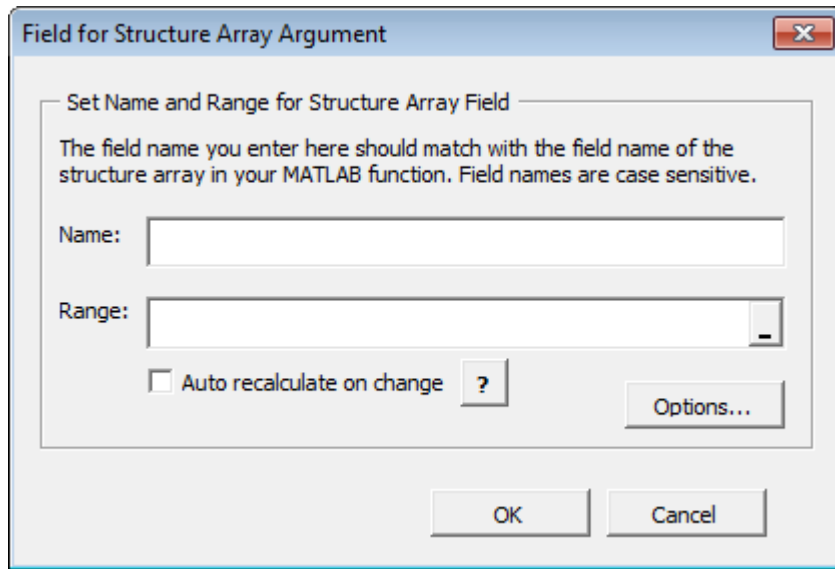 Field for Structure Array Argument
Set Name and Range for Structure Array Field
The field name you enter here should match with the field name of the
structure array in your MATLAB function. Field names are case sensitive.
Name:
Range:
_
Auto recalculate on change
?
Options...
OK
Cancel